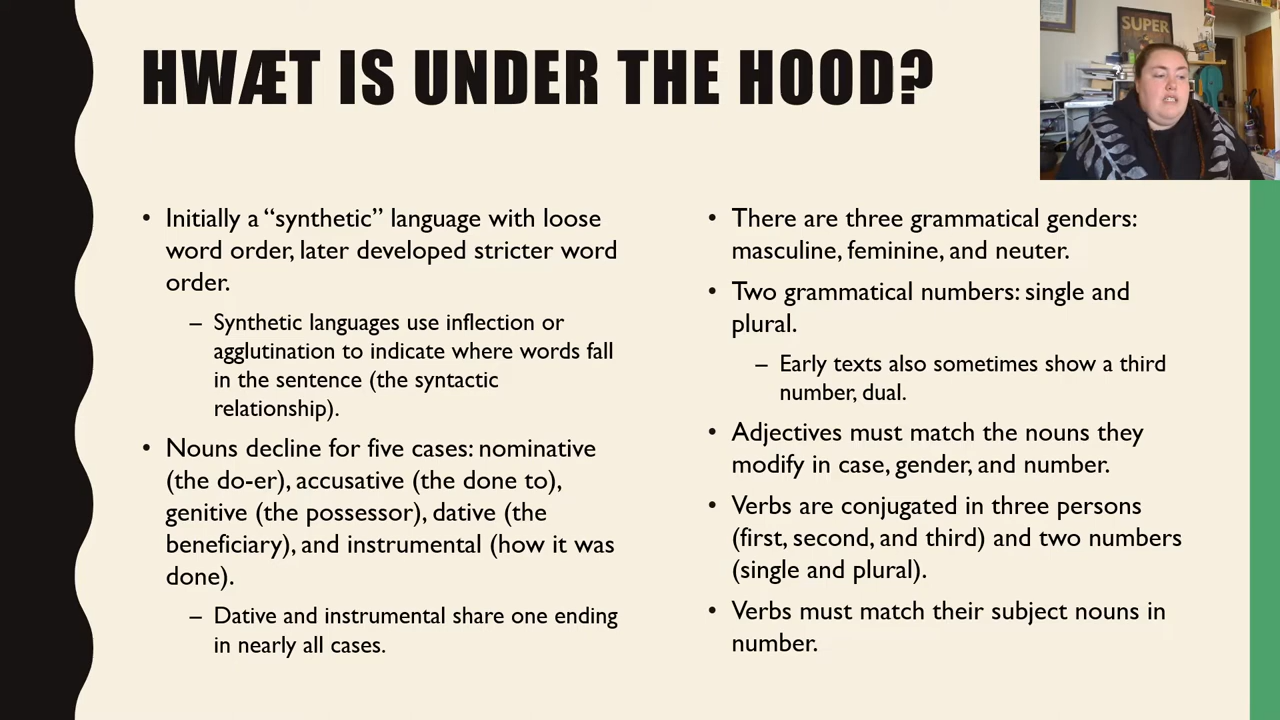 HWÆT IS UNDER THE HOOD?
SUPER
• Initially a “synthetic” language with loose
word order, later developed stricter word
order.
– Synthetic languages use inflection or
agglutination to indicate where words fall
in the sentence (the syntactic
relationship).
• Nouns decline for five cases: nominative
(the do-er), accusative (the done to),
genitive (the possessor), dative (the
beneficiary), and instrumental (how it was
done).
– Dative and instrumental share one ending
in nearly all cases.
• There are three grammatical genders:
masculine, feminine, and neuter.
• Two grammatical numbers: single and
plural.
– Early texts also sometimes show a third
number, dual.
• Adjectives must match the nouns they
modify in case, gender, and number.
• Verbs are conjugated in three persons
(first, second, and third) and two numbers
(single and plural).
• Verbs must match their subject nouns in
number.